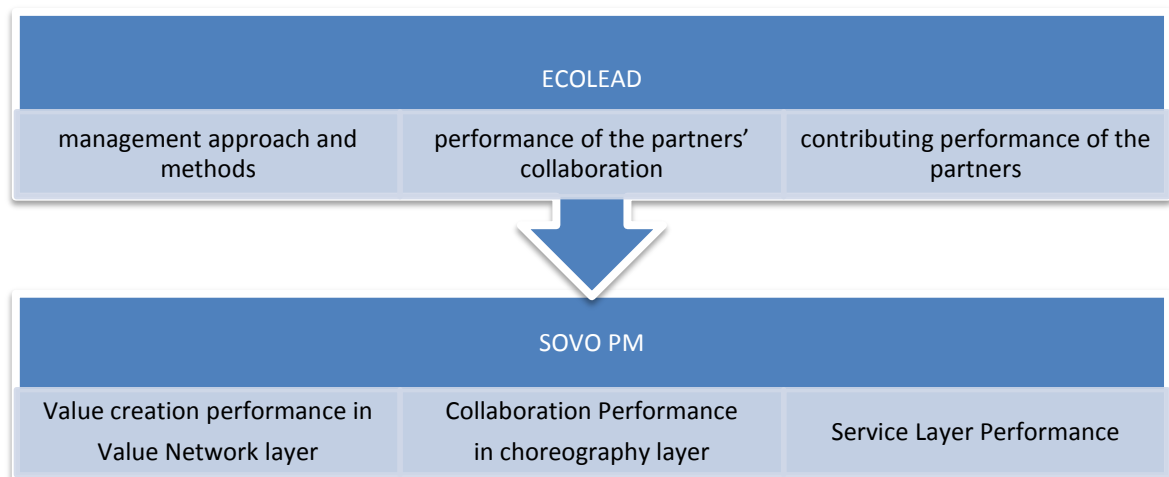 ECOLEAD
management approach and
methods
performance of the partners’
collaboration
contributing performance of the
partners
SOVO PM
Value creation performance in
Value Network layer
Collaboration Performance
in choreography layer
Service Layer Performance